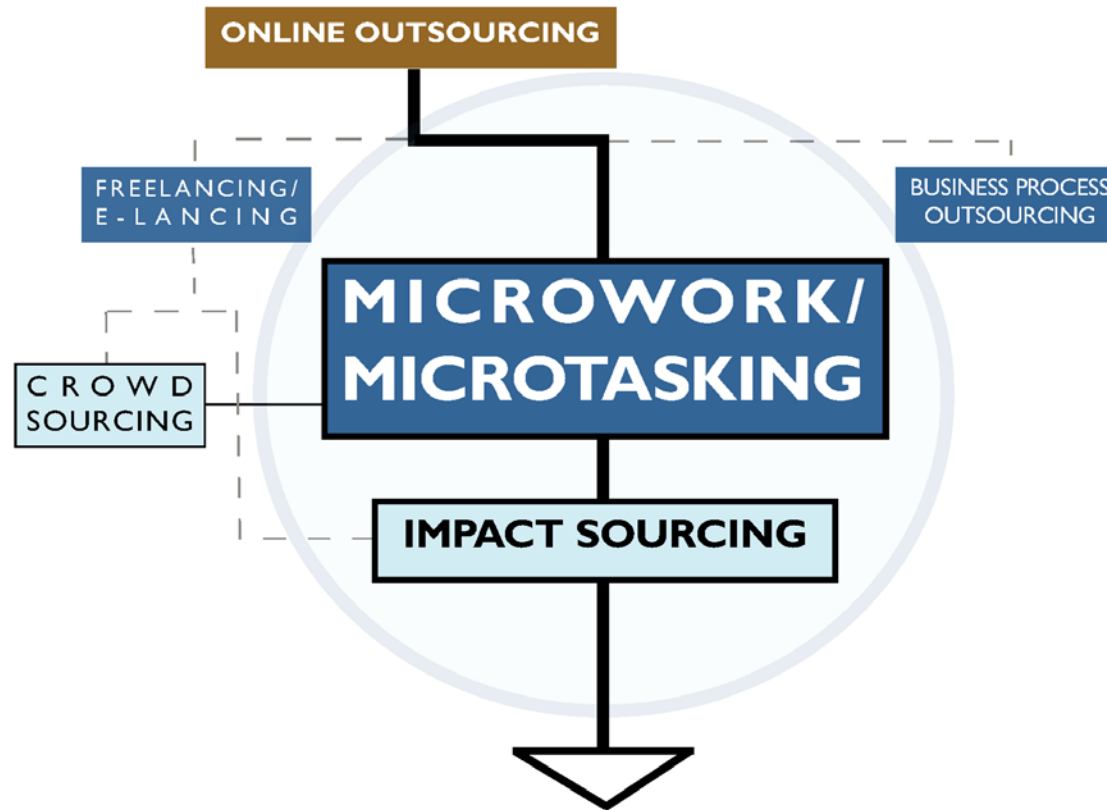 ONLINE OUTSOURCING
FREELANCING/
E-LANCING
BUSINESS PROCESS
OUTSOURCING
MICROWORK/
MICROTASKING
CROWD
SOURCING
IMPACT SOURCING